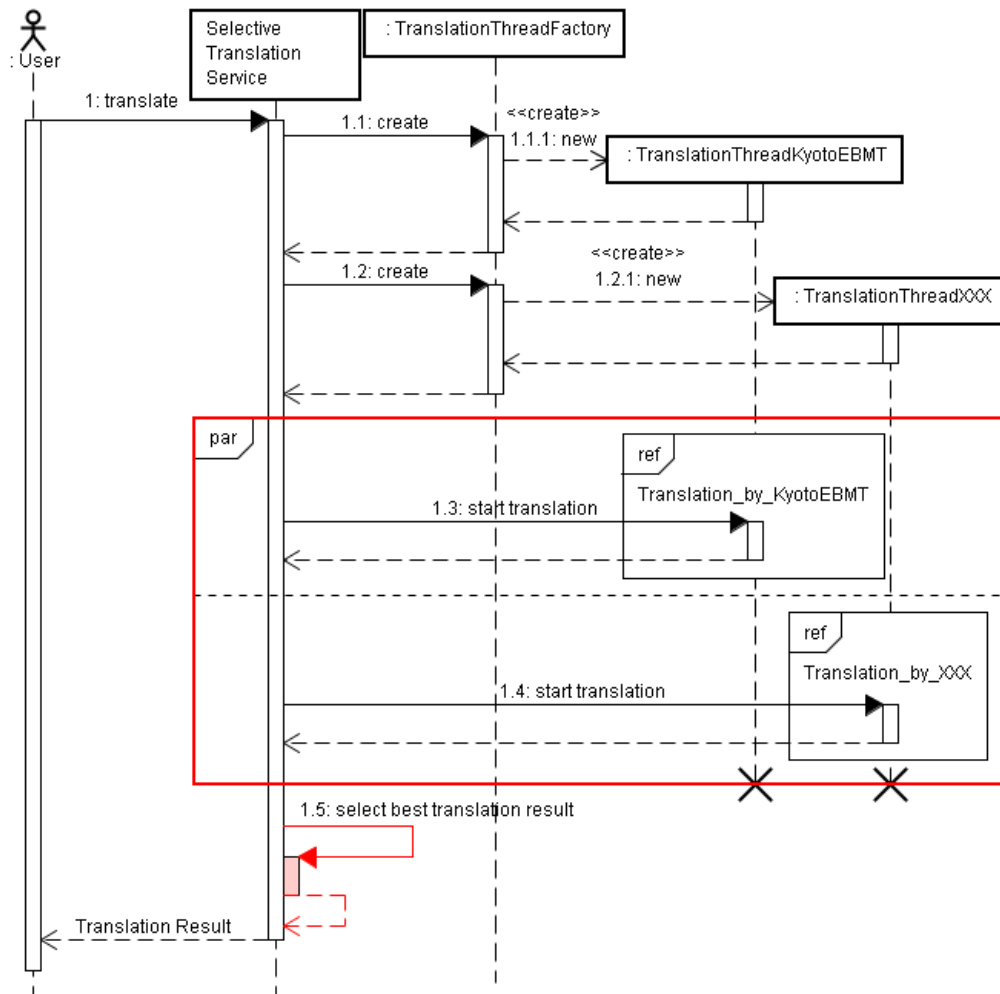 Selective
Translation
Service
: TranslationThreadFactory
: User
1: translate
1.1: create
<<create>>
1.1.1: new
: TranslationThreadKyotoEBMT
1.2: create
<<create>>
1.2.1: new
: TranslationThreadXXX
par
ref
Translation_by_KyotoEBMT
1.3: start translation
ref
Translation_by_XXX
1.4: start translation
1.5: select best translation result
Translation Result